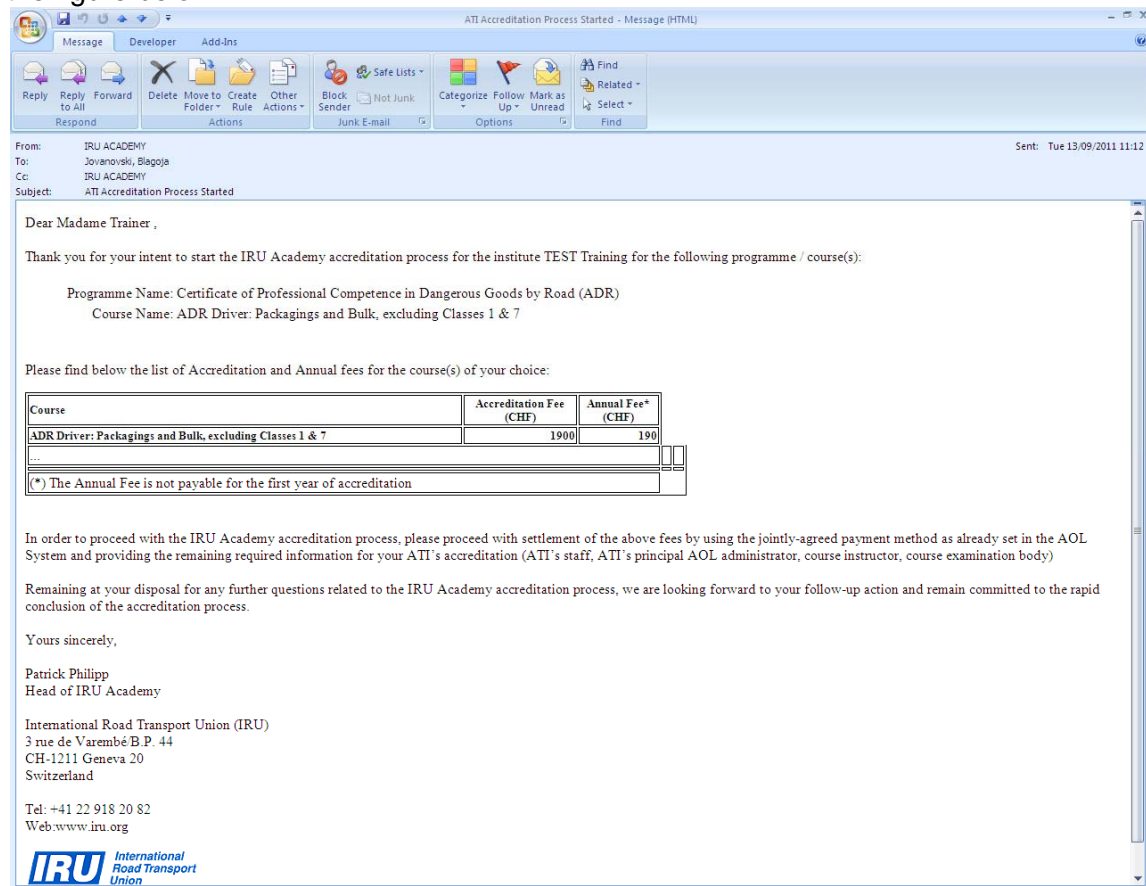 ATI Accreditation Process Started - Message (HTML)
Message Developer Add-Ins
Reply
Reply to All
Forward
Respond
Delete
Move to Folder
Create Rule
Other Actions
Actions
Block Sender
Safe Lists
Not Junk
Junk E-mail
Categorize
Follow Up
Mark as Unread
Options
Find
Related
Select
Find
From: IRU ACADEMY
Sent: Tue 13/09/2011 11:12
To: Jovanovski, Blagoja
Cc: IRU ACADEMY
Subject: ATI Accreditation Process Started
Dear Madame Trainer ,
Thank you for your intent to start the IRU Academy accreditation process for the institute TEST Training for the following programme / course(s):
Programme Name: Certificate of Professional Competence in Dangerous Goods by Road (ADR)
Course Name: ADR Driver: Packagings and Bulk, excluding Classes 1 & 7
Please find below the list of Accreditation and Annual fees for the course(s) of your choice:
Course Accreditation Fee (CHF) Annual Fee* (CHF)
ADR Driver: Packagings and Bulk, excluding Classes 1 & 7 1900 190
...
(*) The Annual Fee is not payable for the first year of accreditation
In order to proceed with the IRU Academy accreditation process, please proceed with settlement of the above fees by using the jointly-agreed payment method as already set in the AOL
System and providing the remaining required information for your ATI's accreditation (ATI's staff, ATI's principal AOL administrator, course instructor, course examination body)
Remaining at your disposal for any further questions related to the IRU Academy accreditation process, we are looking forward to your follow-up action and remain committed to the rapid
conclusion of the accreditation process.
Yours sincerely,
Patrick Philipp
Head of IRU Academy
International Road Transport Union (IRU)
3 rue de Varembé/B.P. 44
CH-1211 Geneva 20
Switzerland
Tel: +41 22 918 20 82
Web:www.iru.org
IRU International
Road Transport
Union